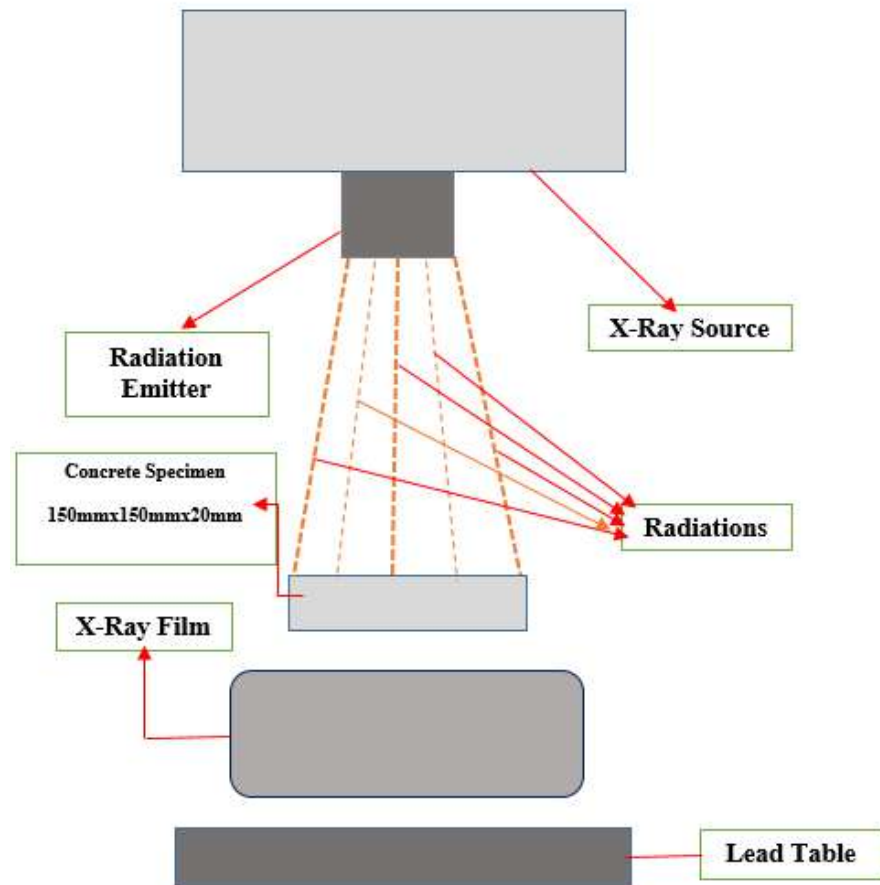 X-Ray Source
Radiation
Emitter
Concrete Specimen
150mmx150mmx20mm
Radiations
X-Ray Film
Lead Table